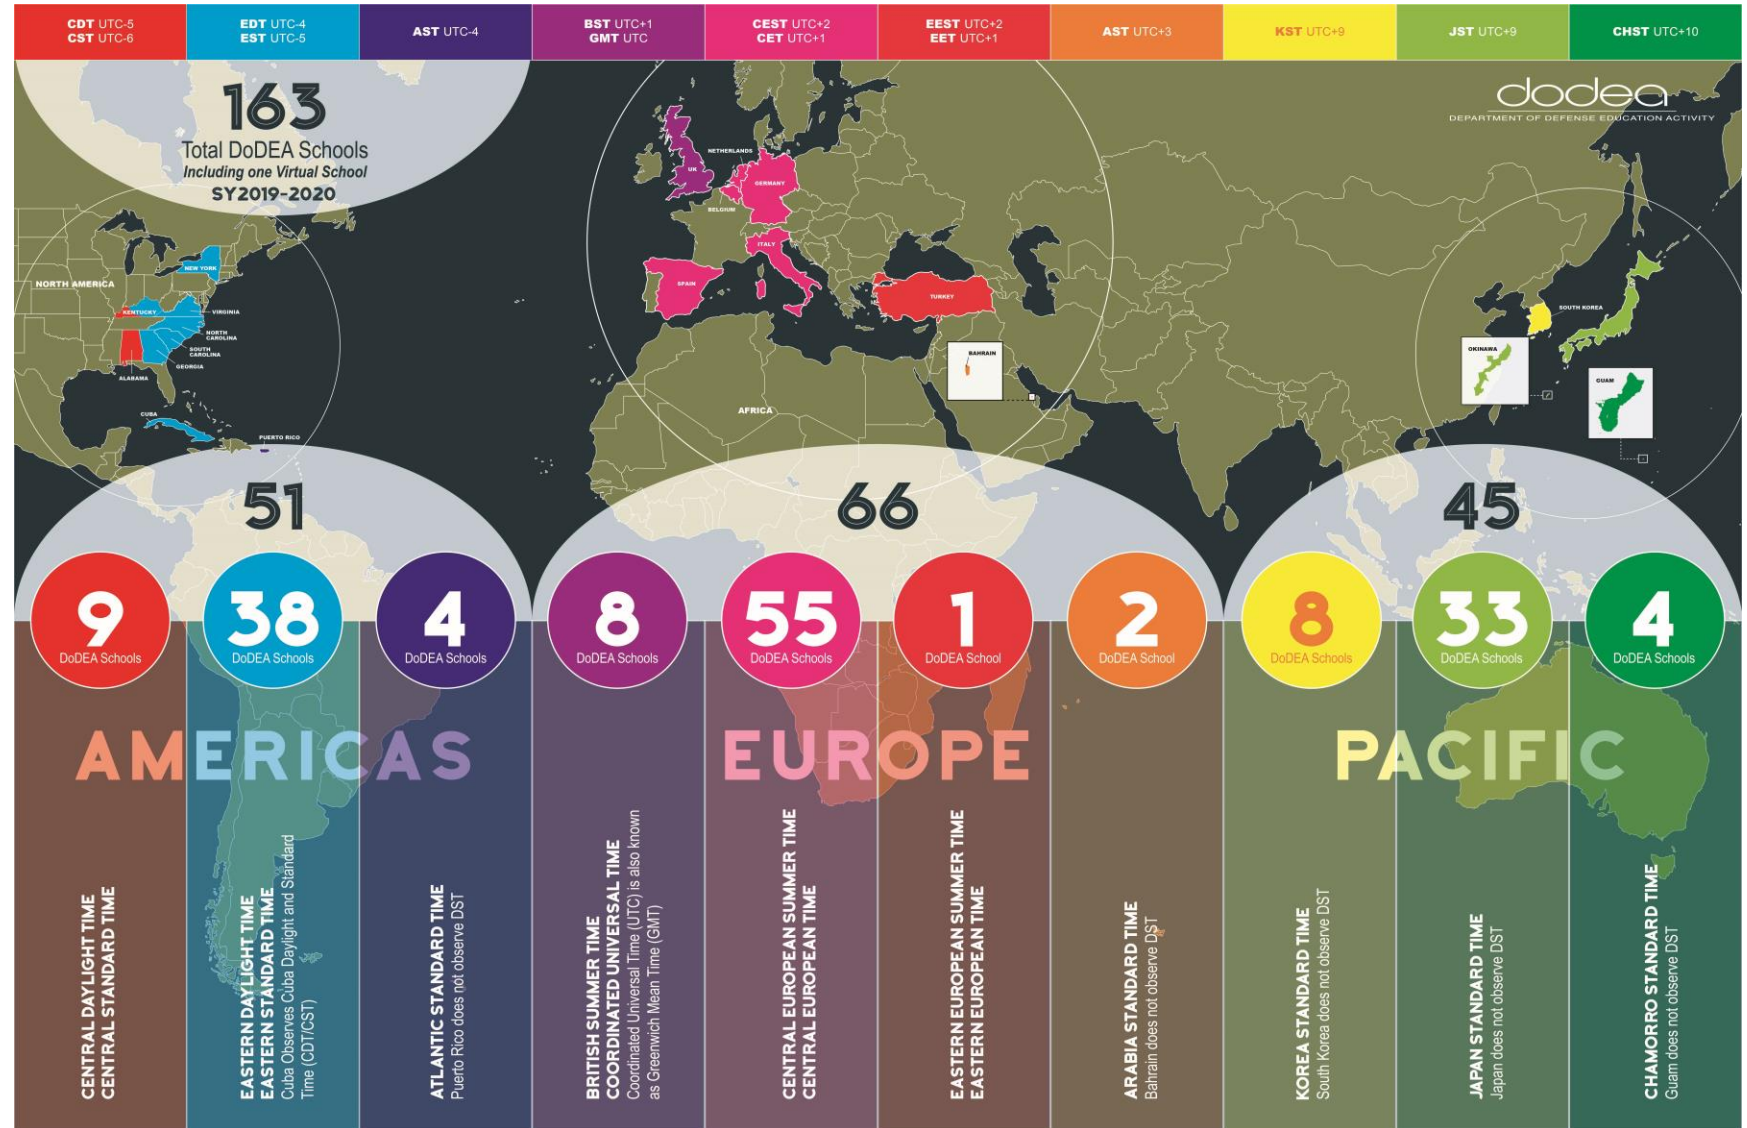 CDT UTC-5
CST UTC-6
EDT UTC-4
EST UTC-5
AST UTC-4
BST UTC+1
GMT UTC
CEST UTC+2
CET UTC+1
EEST UTC+2
EET UTC+1
AST UTC+3
KST UTC+9
JST UTC+9
CHST UTC+10
163
Total DoDEA Schools
Including one Virtual School
SY2019-2020
dodea
DEPARTMENT OF DEFENSE EDUCATION ACTIVITY
NORTH AMERICA
NEW YORK
KENTUCKY
VIRGINIA
NORTH
CAROLINA
SOUTH
CAROLINA
GEORGIA
ALABAMA
CUBA
PUERTO RICO
NETHERLANDS
UK
GERMANY
BELGIUM
ITALY
SPAIN
TURKEY
BAHRAIN
AFRICA
SOUTH KOREA
OKINAWA
GUAM
51
66
45
9
DoDEA Schools
38
DoDEA Schools
4
DoDEA Schools
8
DoDEA Schools
55
DoDEA Schools
1
DoDEA School
2
DoDEA School
8
DoDEA Schools
33
DoDEA Schools
4
DoDEA Schools
AMERICAS
EUROPE
PACIFIC
CENTRAL DAYLIGHT TIME
CENTRAL STANDARD TIME
EASTERN DAYLIGHT TIME
EASTERN STANDARD TIME
Cuba Observes Cuba Daylight and Standard
Time (CDT/CST)
ATLANTIC STANDARD TIME
Puerto Rico does not observe DST
BRITISH SUMMER TIME
COORDINATED UNIVERSAL TIME
Coordinated Universal Time (UTC) is also known
as Greenwich Mean Time (GMT)
CENTRAL EUROPEAN SUMMER TIME
CENTRAL EUROPEAN TIME
EASTERN EUROPEAN SUMMER TIME
EASTERN EUROPEAN TIME
ARABIA STANDARD TIME
Bahrain does not observe DST
KOREA STANDARD TIME
South Korea does not observe DST
JAPAN STANDARD TIME
Japan does not observe DST
CHAMORRO STANDARD TIME
Guam does not observe DST